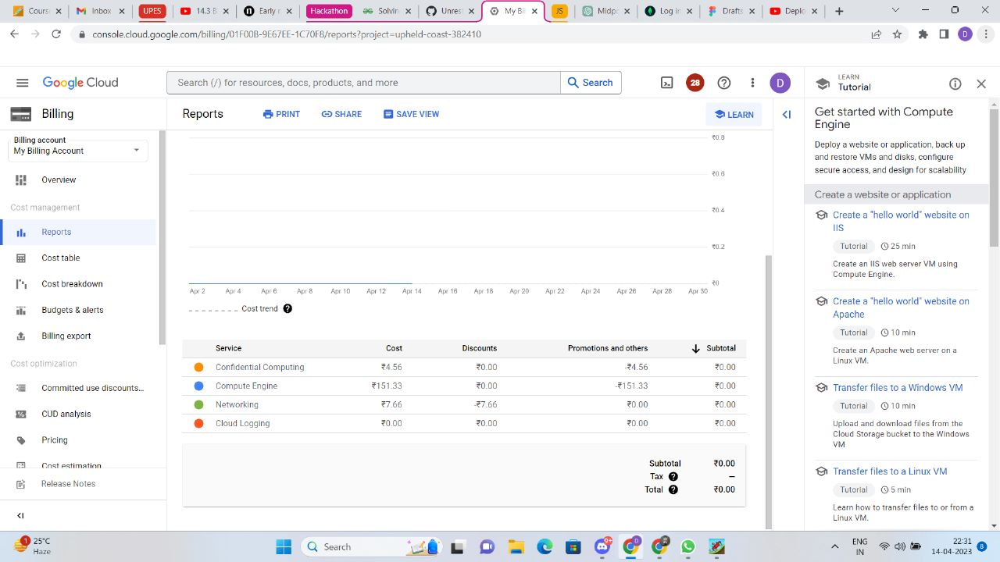 Course
Inbox
UPES
14.3 B
Early
Hackathon
Solvin
Unrest
My Bi
JS
Midpo
Log in
Drafts
Deplo
console.cloud.google.com/billing/01F00B-9E67EE-1C70F8/reports?project=upheld-coast-382410
D
Google Cloud
Search (/) for resources, docs, products, and more
Search
28
D
LEARN
Tutorial
Billing
Reports
PRINT
SHARE
SAVE VIEW
LEARN
Billing account
My Billing Account
Overview
Cost management
Reports
Cost table
Cost breakdown
Budgets & alerts
Billing export
Cost optimization
Committed use discounts...
CUD analysis
Pricing
Cost estimation
Release Notes
₹0.8
₹0.6
₹0.4
₹0.2
₹0
Apr 2 Apr 4 Apr 6 Apr 8 Apr 10 Apr 12 Apr 14 Apr 16 Apr 18 Apr 20 Apr 22 Apr 24 Apr 26 Apr 28 Apr 30
Cost trend
Service Cost Discounts Promotions and others Subtotal
Confidential Computing ₹4.56 ₹0.00 -₹4.56 ₹0.00
Compute Engine ₹151.33 ₹0.00 -₹151.33 ₹0.00
Networking ₹7.66 -₹7.66 ₹0.00 ₹0.00
Cloud Logging ₹0.00 ₹0.00 ₹0.00 ₹0.00
Subtotal ₹0.00
Tax —
Total ₹0.00
Get started with Compute
Engine
Deploy a website or application, back up
and restore VMs and disks, configure
secure access, and design for scalability
Create a website or application
Create a "hello world" website on
IIS
Tutorial 25 min
Create an IIS web server VM using
Compute Engine.
Create a "hello world" website on
Apache
Tutorial 10 min
Create an Apache web server on a
Linux VM.
Transfer files to a Windows VM
Tutorial 10 min
Upload and download files from the
Cloud Storage bucket to the Windows
VM
Transfer files to a Linux VM
Tutorial 5 min
Learn how to transfer files to or from a
Linux VM.
1
25°C
Haze
Search
9+
D
ENG
IN
22:31
14-04-2023
8